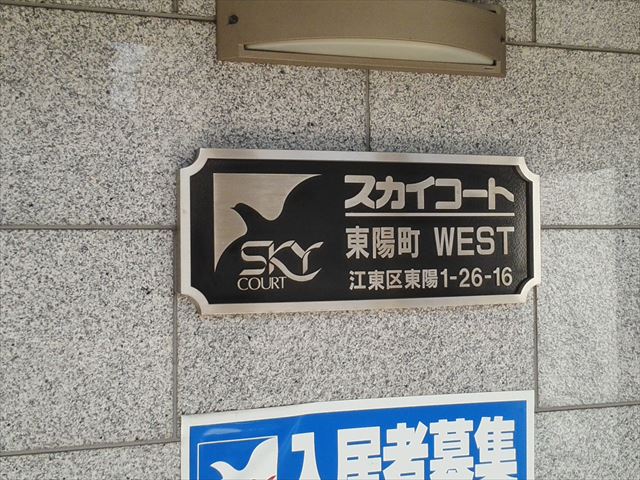 スカイコート
東陽町 WEST
江東区東陽1-26-16
SKY
COURT
入居者募集